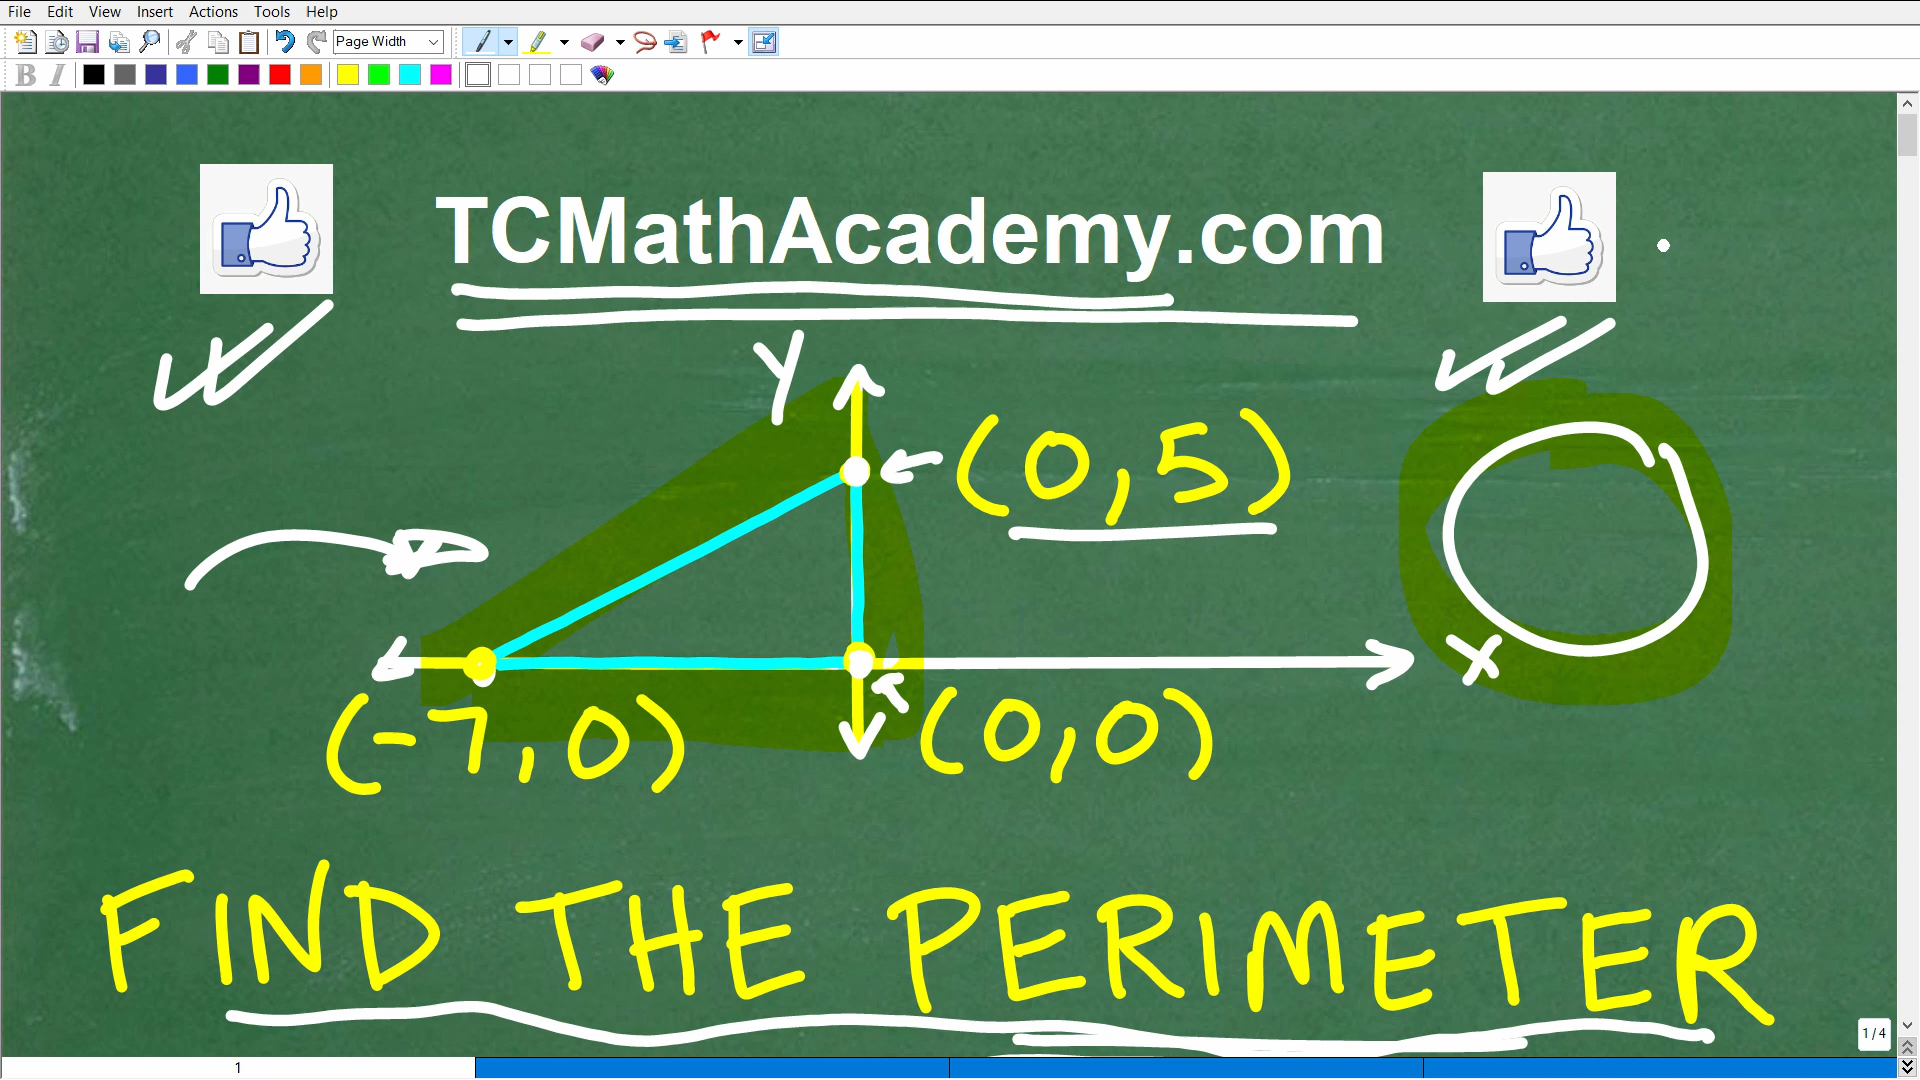 File Edit View Insert Actions Tools Help
Page Width
B I
TCMathAcademy.com
Y
(0,5)
X
(-7,0) (0,0)
FIND THE PERIMETER
1 / 4
1